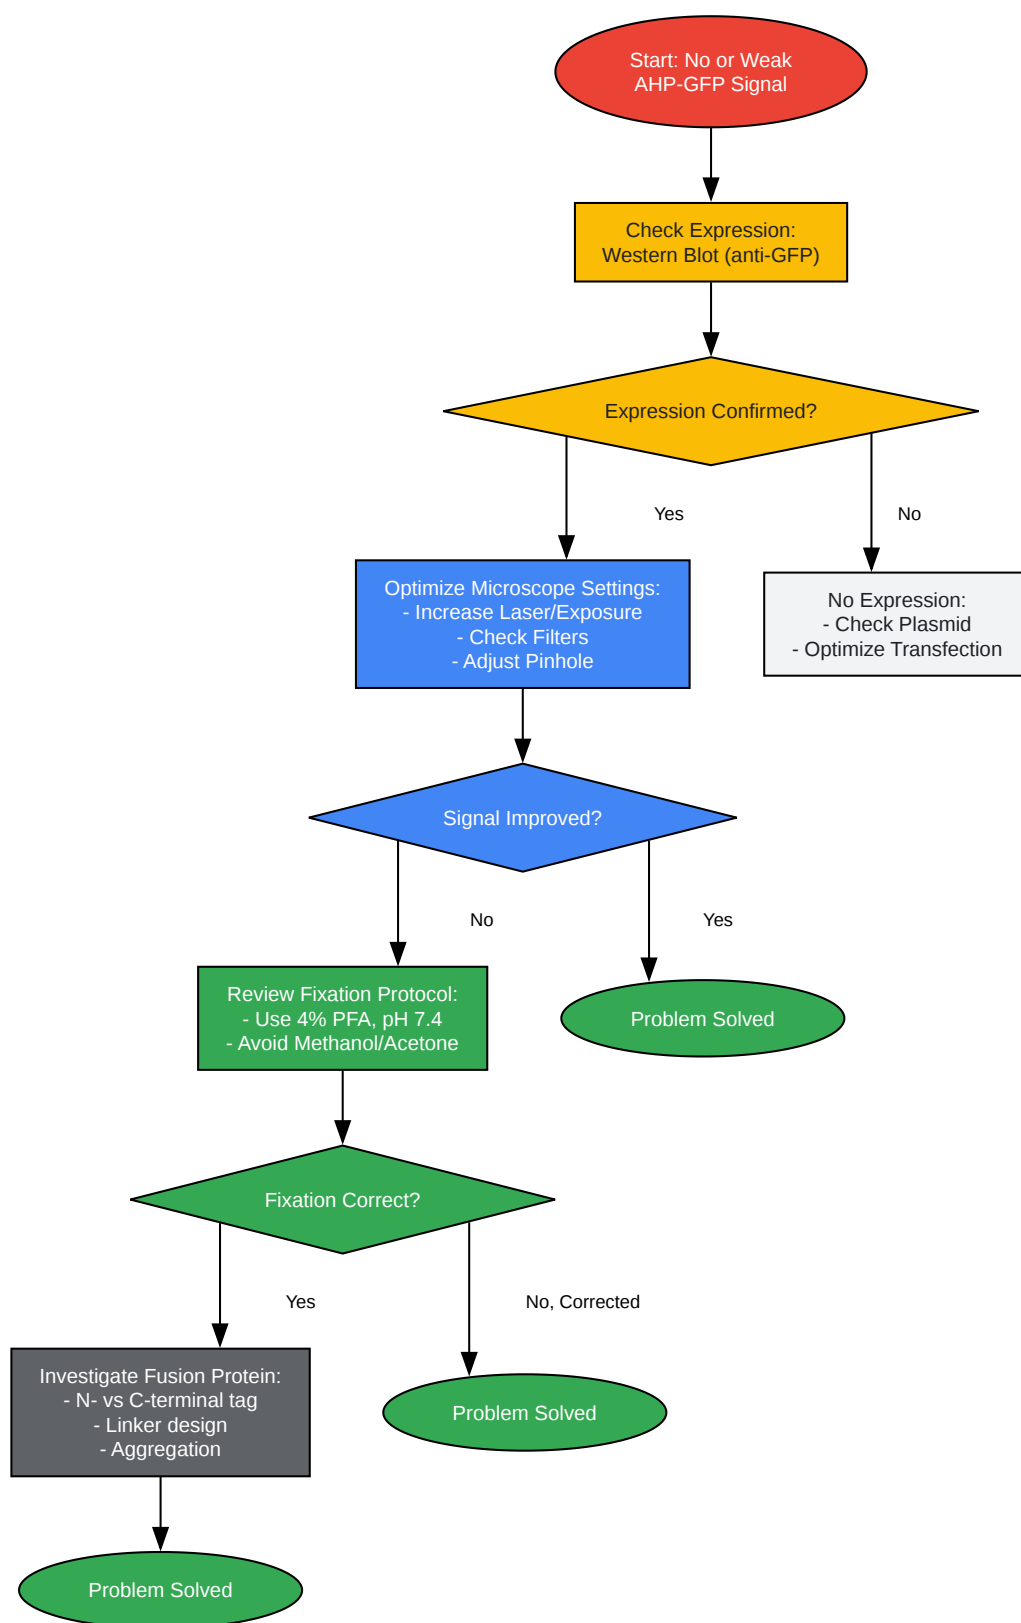 Start: No or Weak
AHP-GFP Signal
Check Expression:
Western Blot (anti-GFP)
Expression Confirmed?
Yes
No
Optimize Microscope Settings:
- Increase Laser/Exposure
- Check Filters
- Adjust Pinhole
No Expression:
- Check Plasmid
- Optimize Transfection
Signal Improved?
No
Yes
Review Fixation Protocol:
- Use 4% PFA, pH 7.4
- Avoid Methanol/Acetone
Problem Solved
Fixation Correct?
Yes
No, Corrected
Investigate Fusion Protein:
- N- vs C-terminal tag
- Linker design
- Aggregation
Problem Solved
Problem Solved